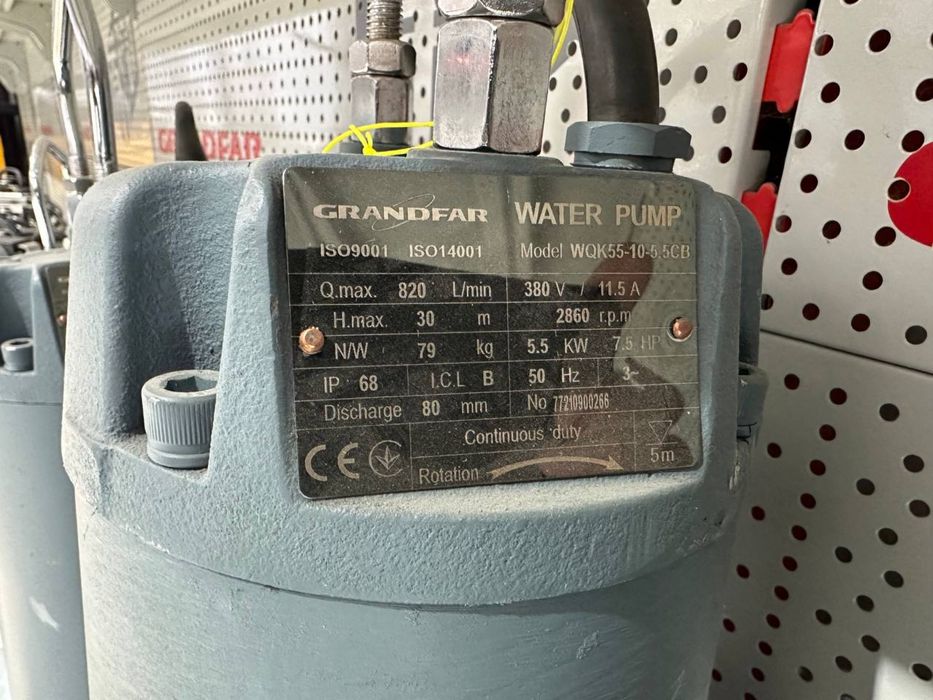 GRANDFAR
GRANDFAR WATER PUMP
ISO9001 ISO14001 Model WQK55-10-5.5CB
Q.max. 820 L/min 380 V / 11.5 A
H.max. 30 m 2860 r.p.m
N/W 79 kg 5.5 KW 7.5 HP
IP 68 I.C.L B 50 Hz 3~
Discharge 80 mm No 77210900266
Continuous duty
CE Rotation 5m